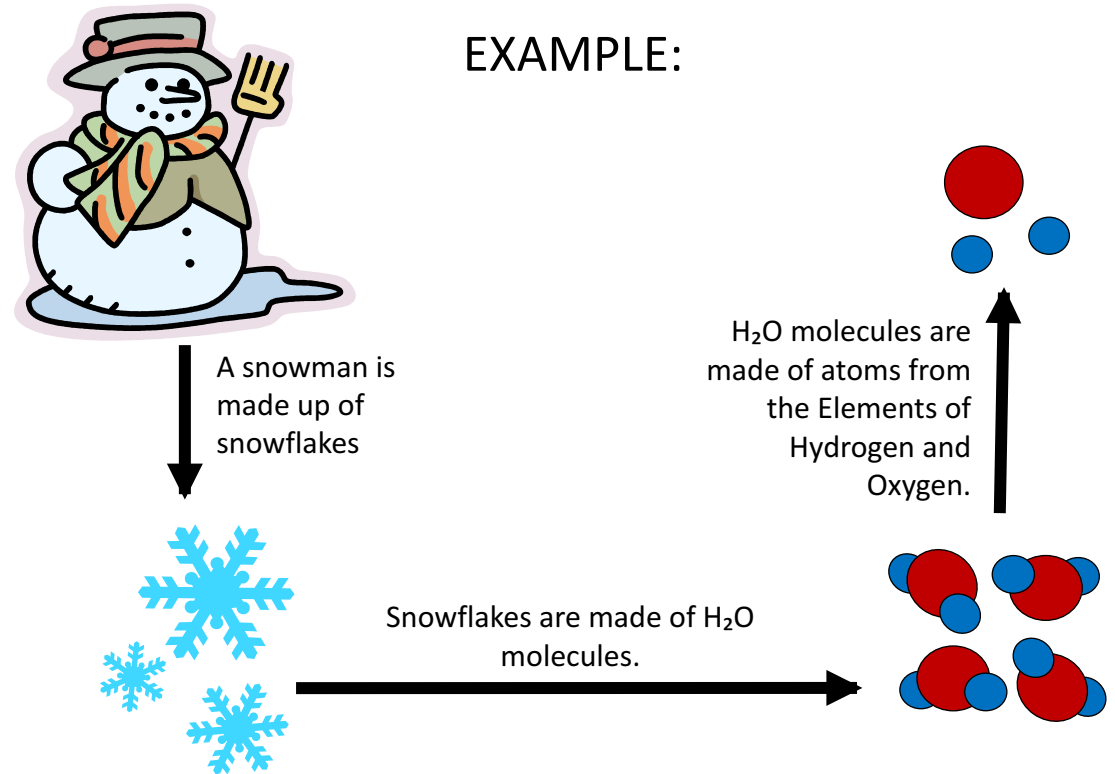 EXAMPLE:
A snowman is
made up of
snowflakes
Snowflakes are made of H₂O
molecules.
H₂O molecules are
made of atoms from
the Elements of
Hydrogen and
Oxygen.